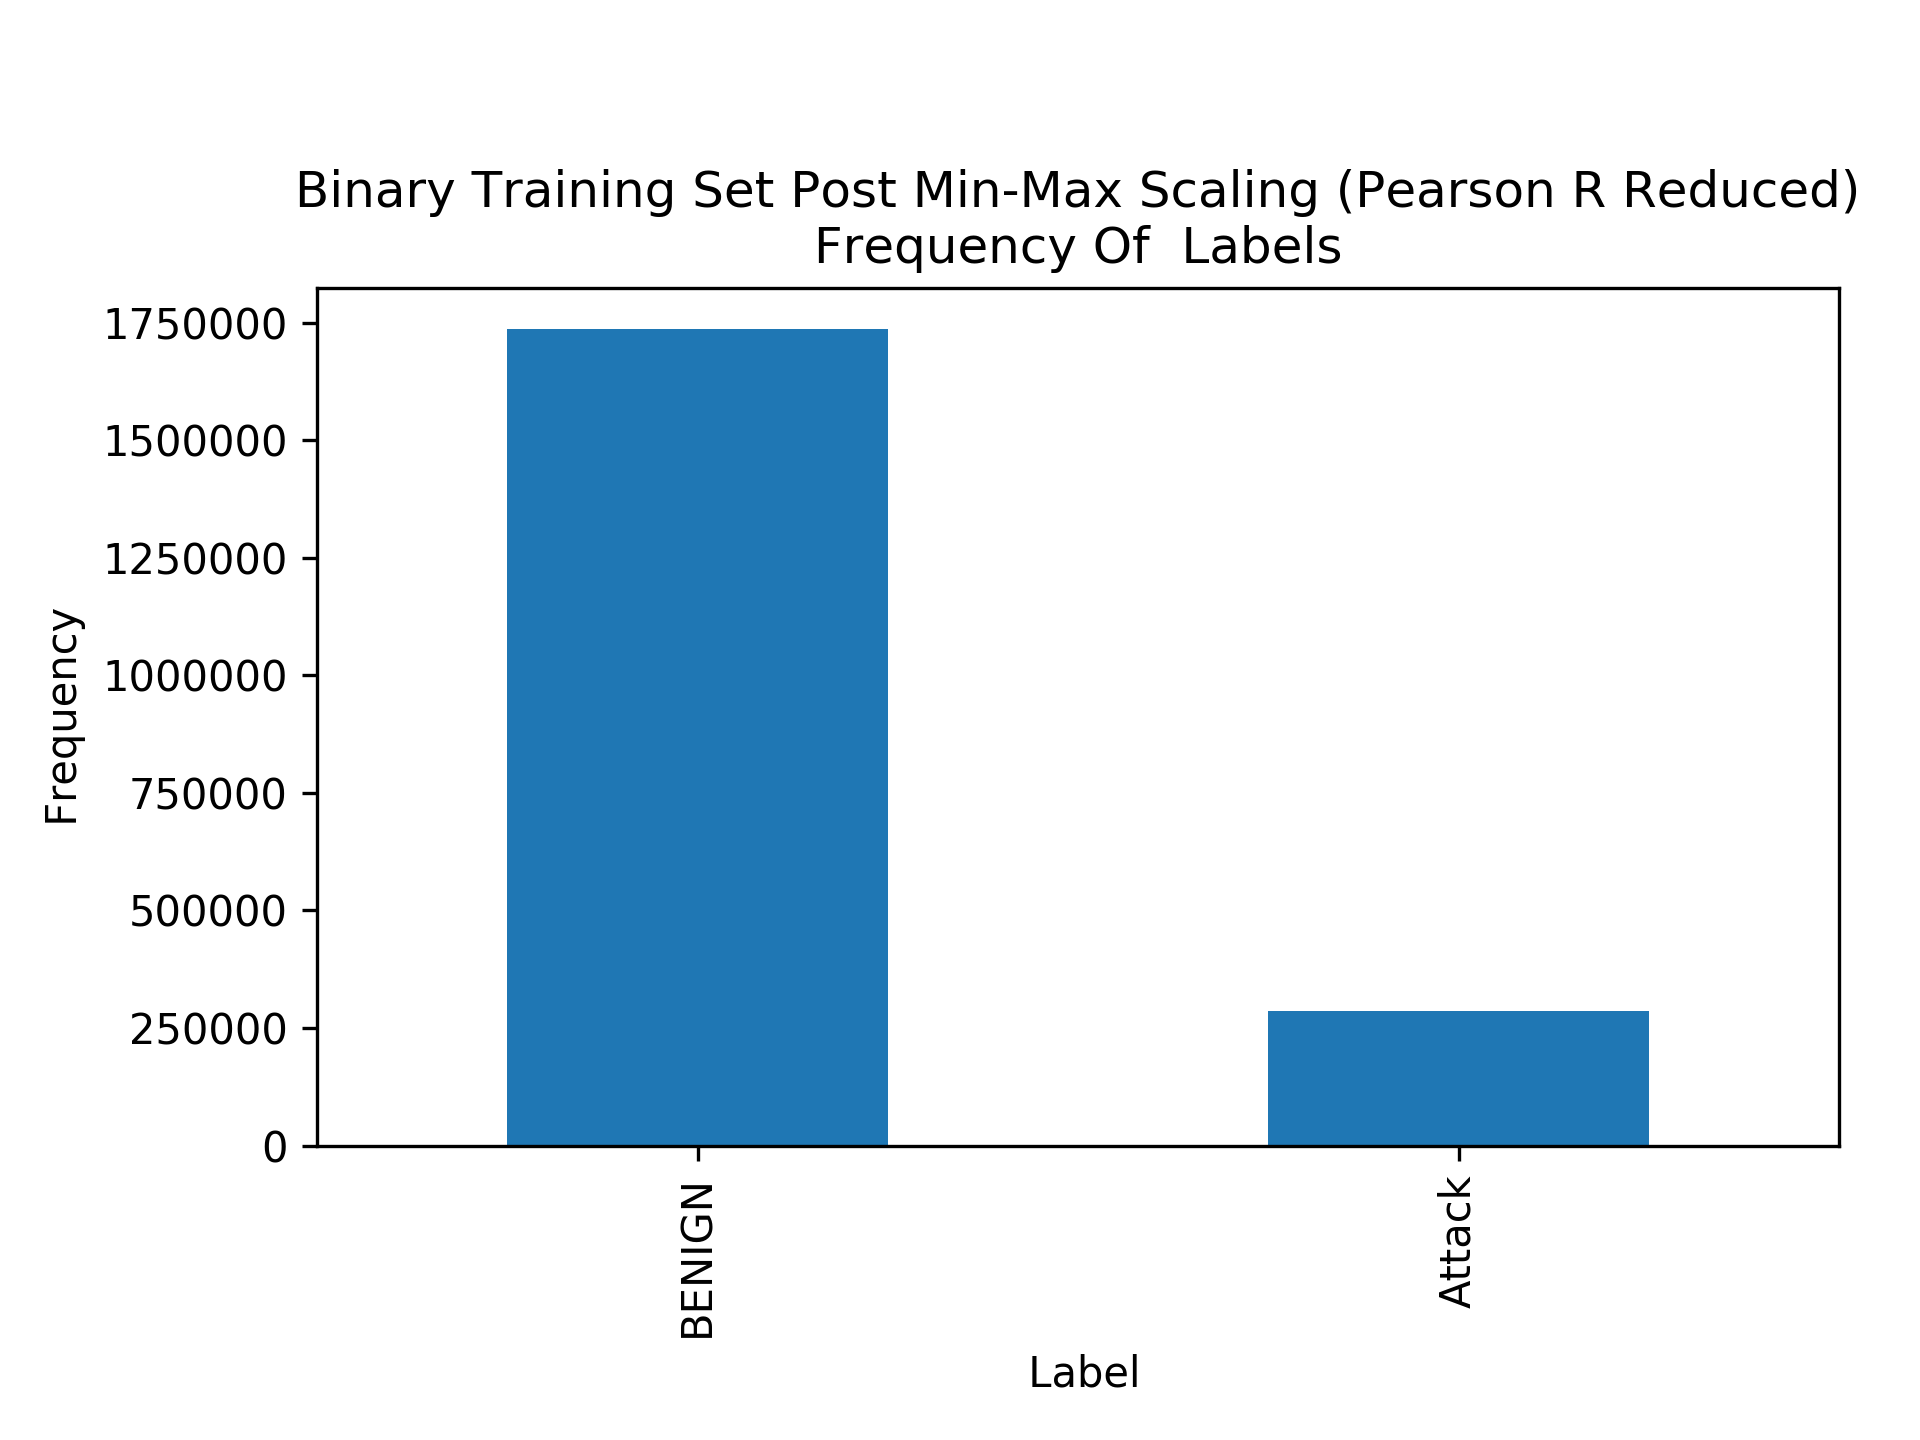 Binary Training Set Post Min-Max Scaling (Pearson R Reduced)
Frequency Of  Labels
1750000
1500000
1250000
1000000
750000
500000
250000
0
Frequency
BENIGN
Attack
Label